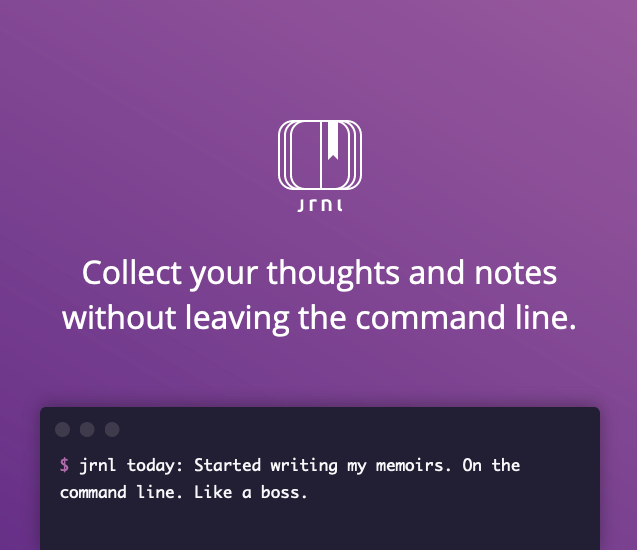 jrnl
Collect your thoughts and notes
without leaving the command line.
$ jrnl today: Started writing my memoirs. On the
command line. Like a boss.